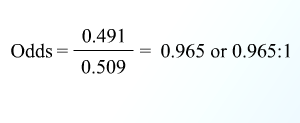 Odds = 0.491 / 0.509 = 0.965 or 0.965:1